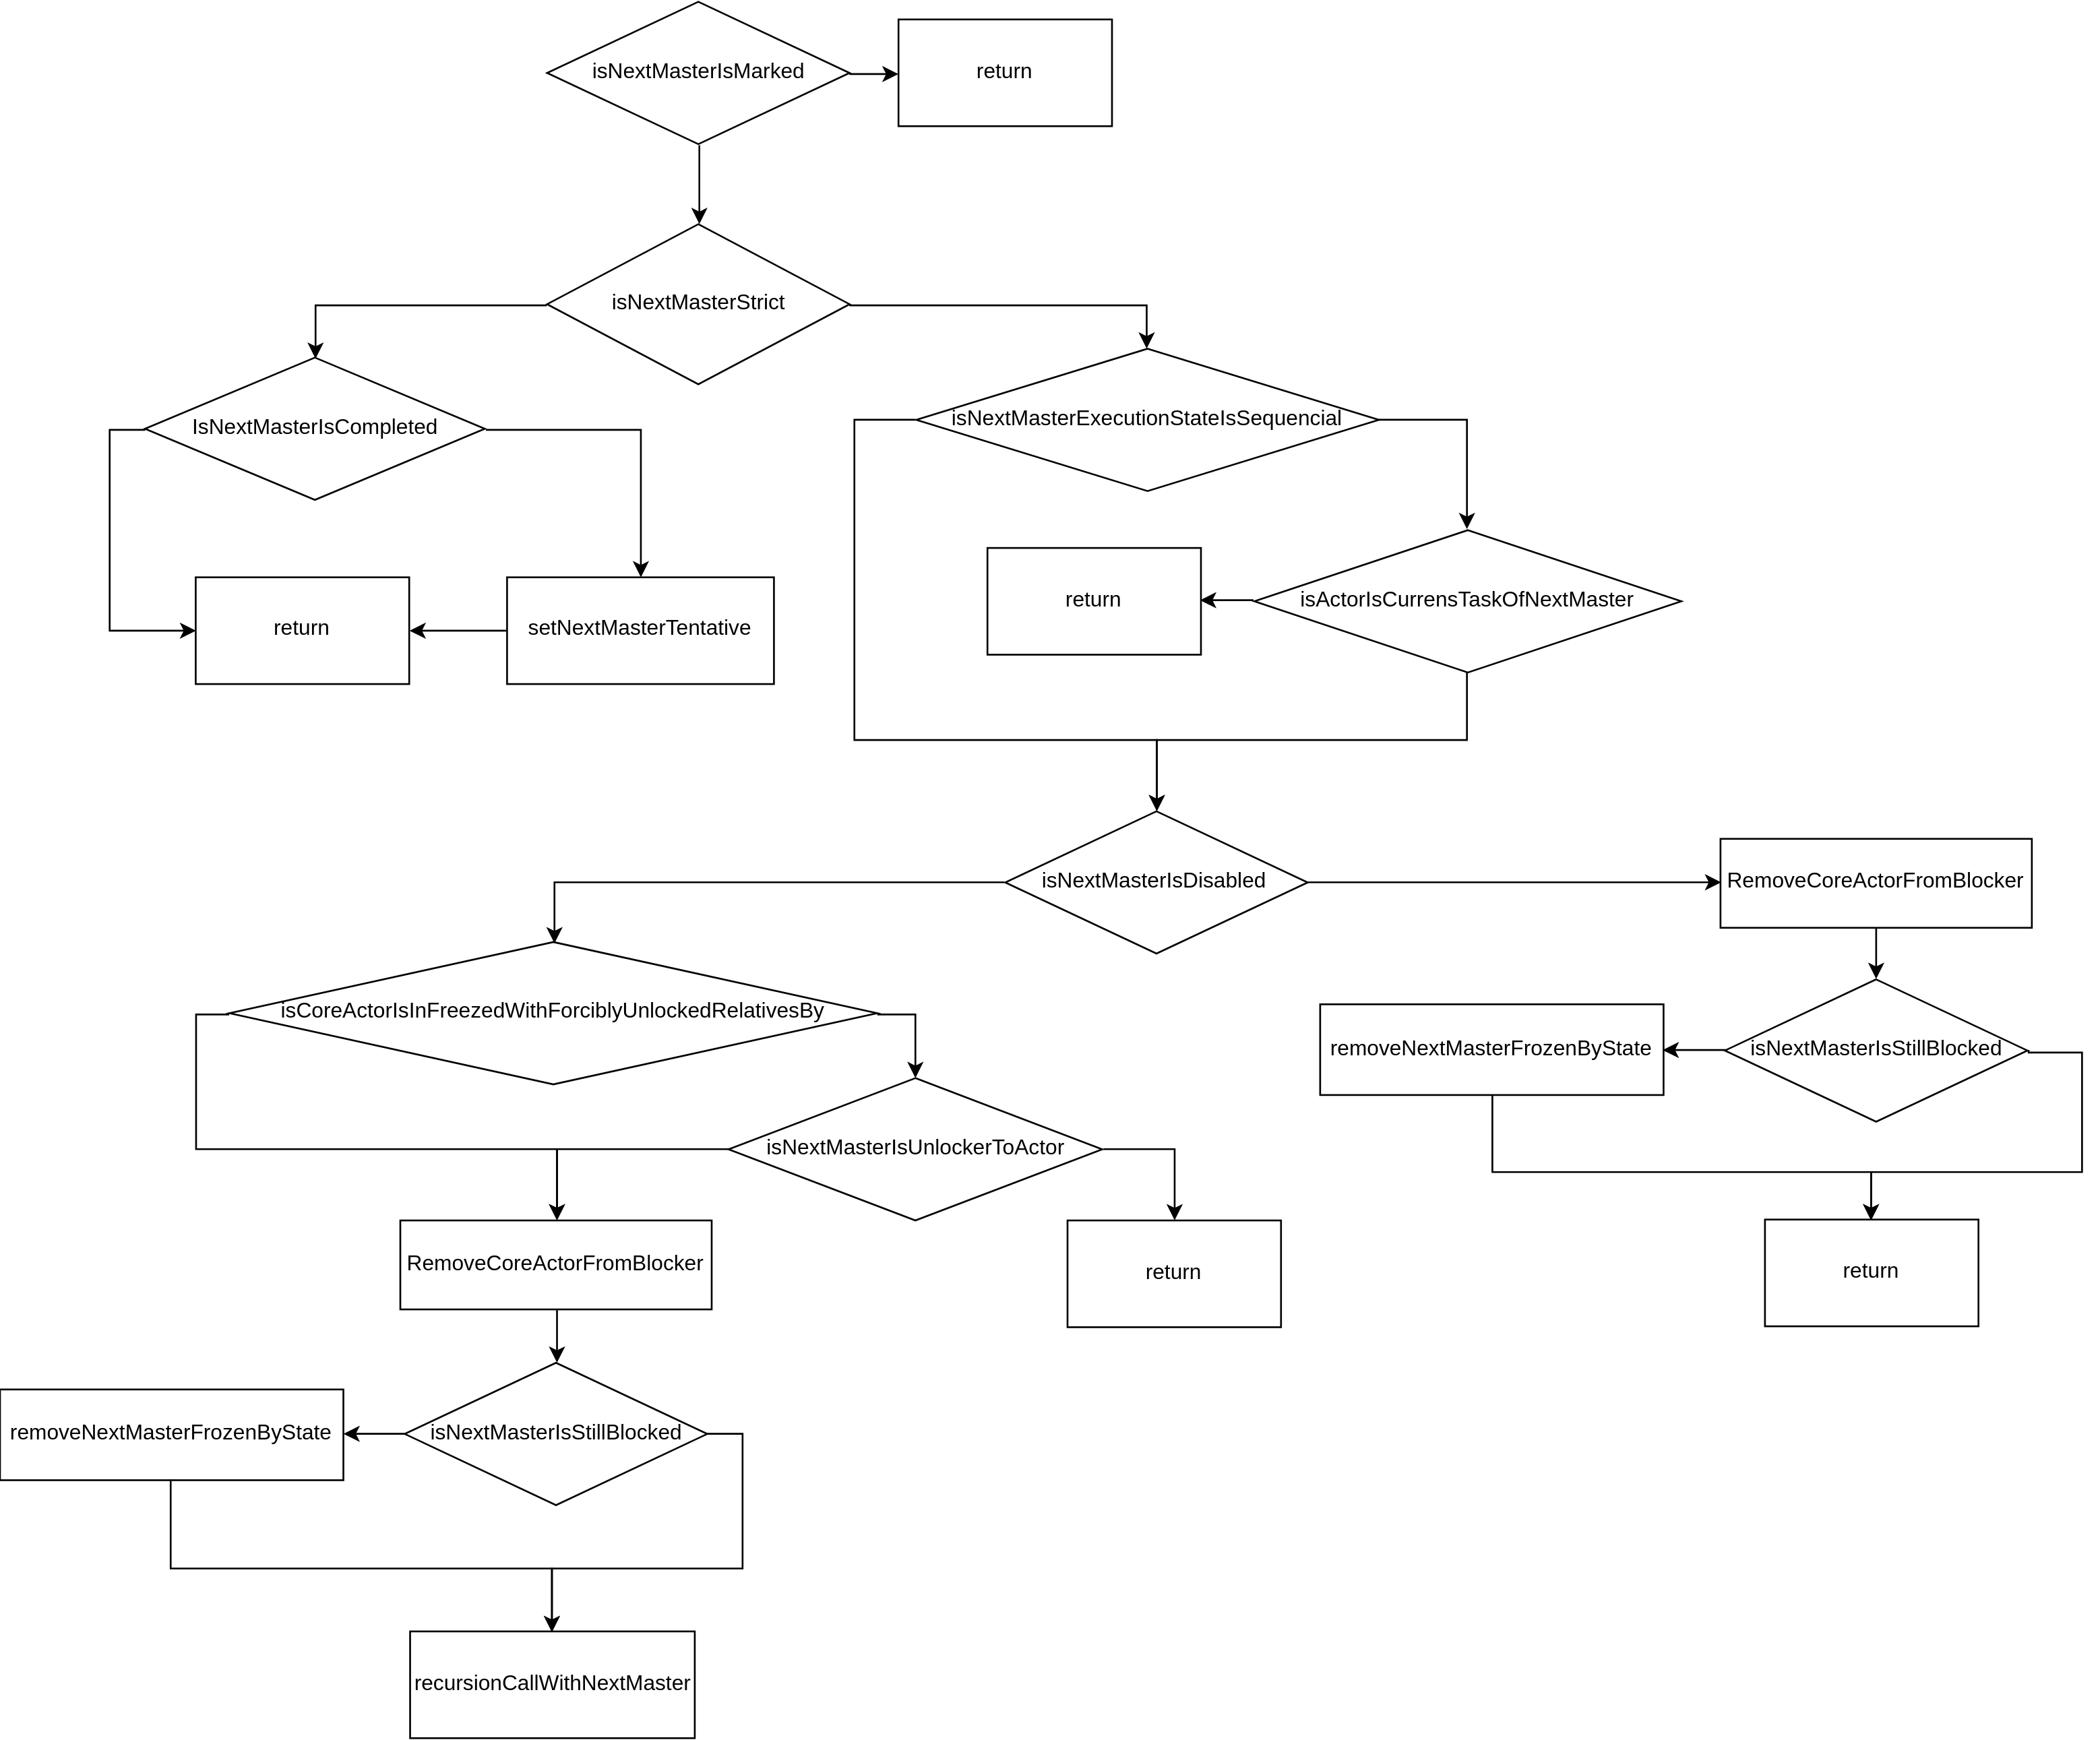 isNextMasterIsMarked
return
isNextMasterStrict
isNextMasterExecutionStateIsSequencial
IsNextMasterIsCompleted
return
isActorIsCurrensTaskOfNextMaster
return
setNextMasterTentative
isNextMasterIsDisabled
RemoveCoreActorFromBlocker
isCoreActorIsInFreezedWithForciblyUnlockedRelativesBy
removeNextMasterFrozenByState
isNextMasterIsStillBlocked
isNextMasterIsUnlockerToActor
RemoveCoreActorFromBlocker
return
return
removeNextMasterFrozenByState
isNextMasterIsStillBlocked
recursionCallWithNextMaster